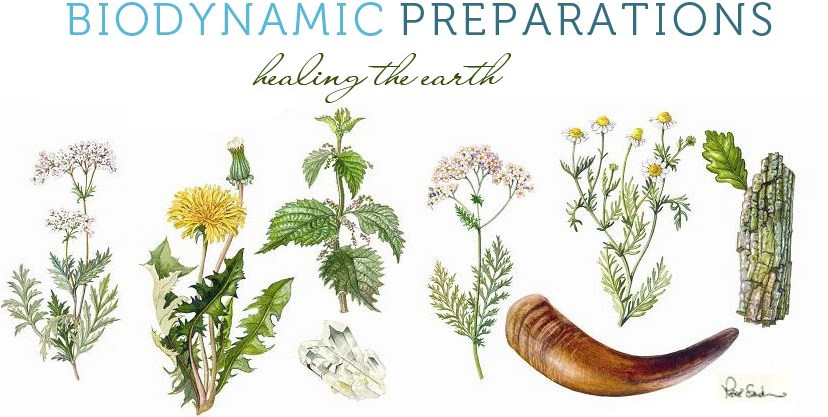 BIODYNAMIC PREPARATIONS
healing the earth